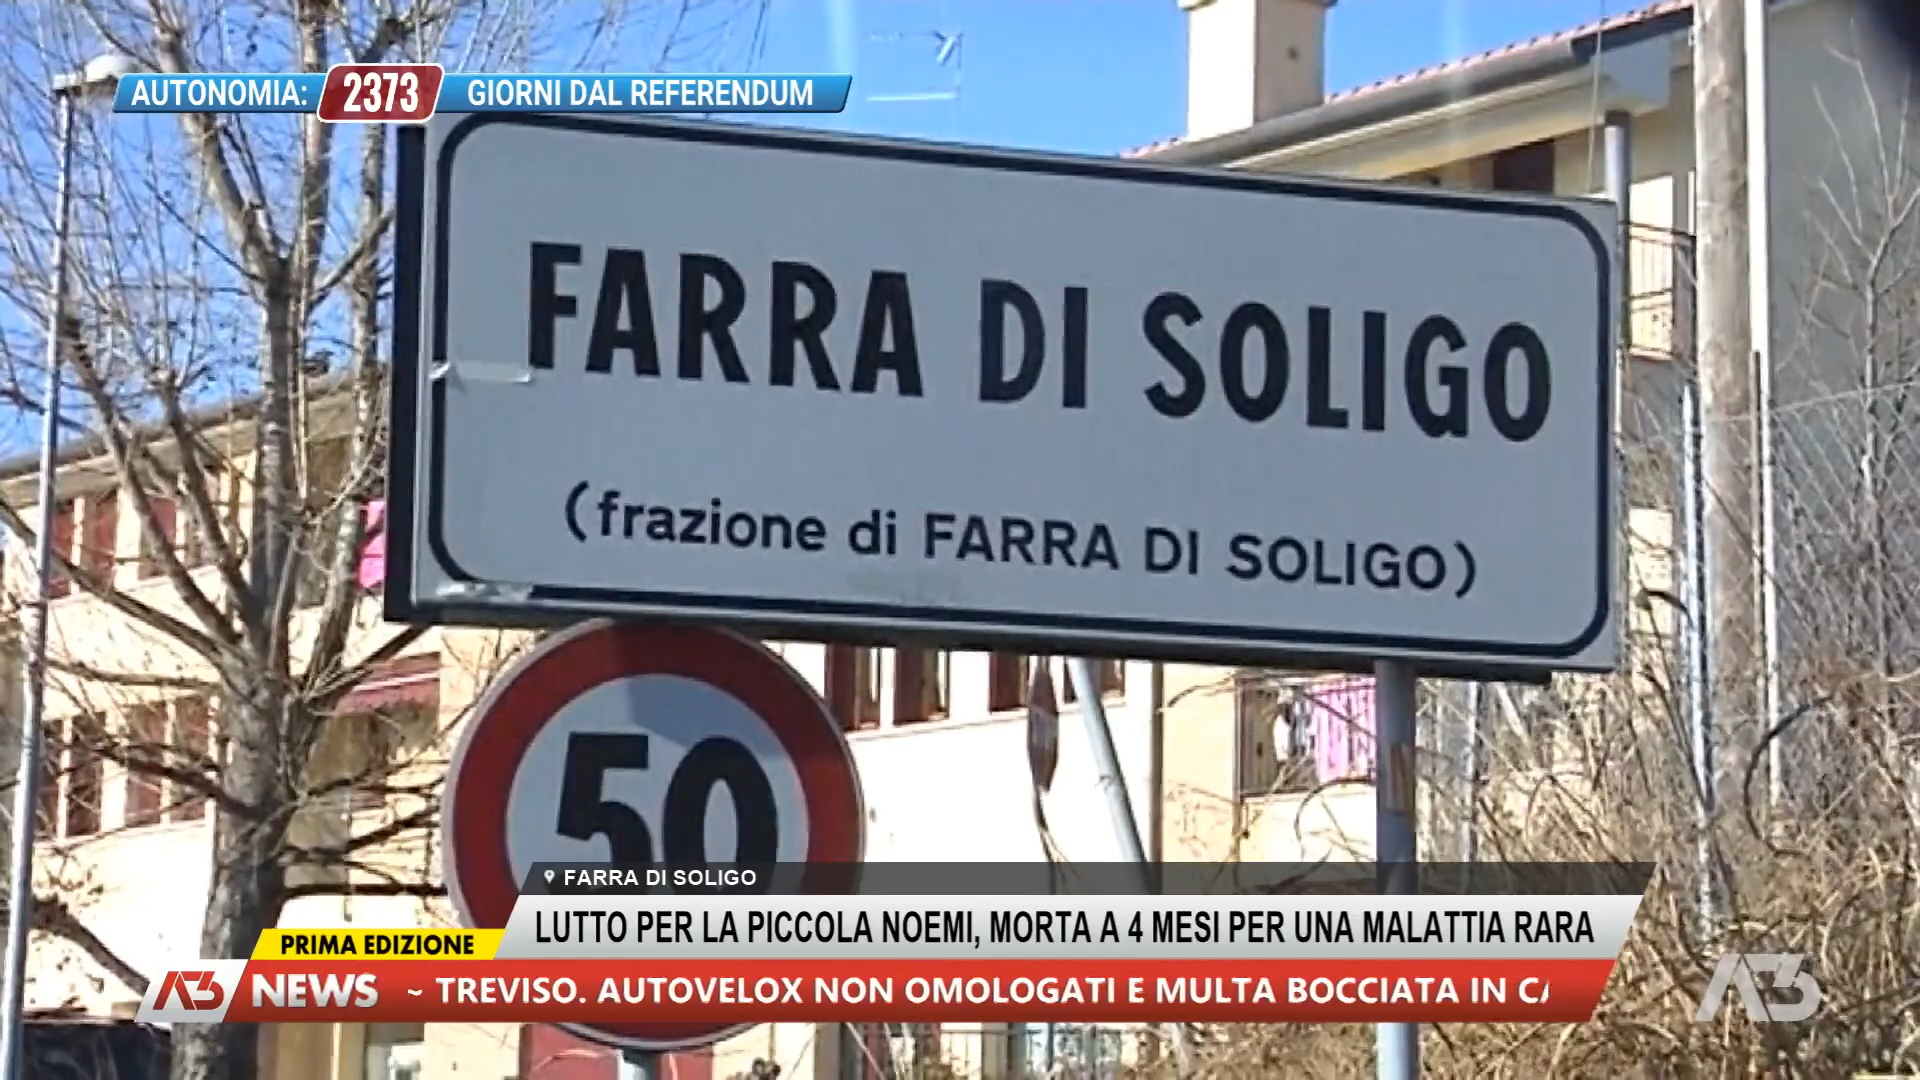 AUTONOMIA: 2373 GIORNI DAL REFERENDUM
FARRA DI SOLIGO
(frazione di FARRA DI SOLIGO)
50
FARRA DI SOLIGO
LUTTO PER LA PICCOLA NOEMI, MORTA A 4 MESI PER UNA MALATTIA RARA
PRIMA EDIZIONE
A3 NEWS ~ TREVISO. AUTOVELOX NON OMOLOGATI E MULTA BOCCIATA IN
A3